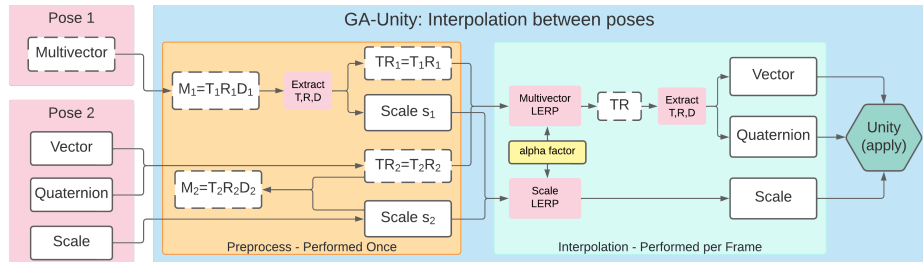 GA-Unity: Interpolation between poses
Pose 1
Multivector
Pose 2
Vector
Quaternion
Scale
M₁=T₁R₁D₁
Extract
T,R,D
TR₁=T₁R₁
Scale s₁
TR₂=T₂R₂
M₂=T₂R₂D₂
Scale s₂
Preprocess - Performed Once
Multivector
LERP
alpha factor
Scale
LERP
TR
Extract
T,R,D
Vector
Quaternion
Scale
Interpolation - Performed per Frame
Unity
(apply)